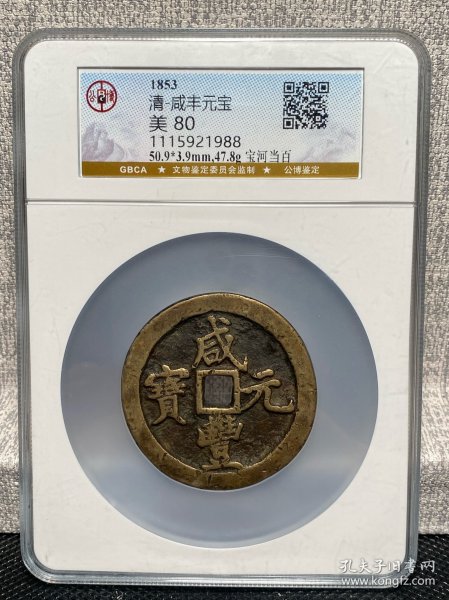 1853
清-咸丰元宝
美 80
1115921988
50.9*3.9mm,47.8g 宝河当百
GBCA ★ 文物鉴定委员会监制 ★ 公博鉴定
公博
咸
寶 元
豐
孔夫子旧书网
www.kongfz.com